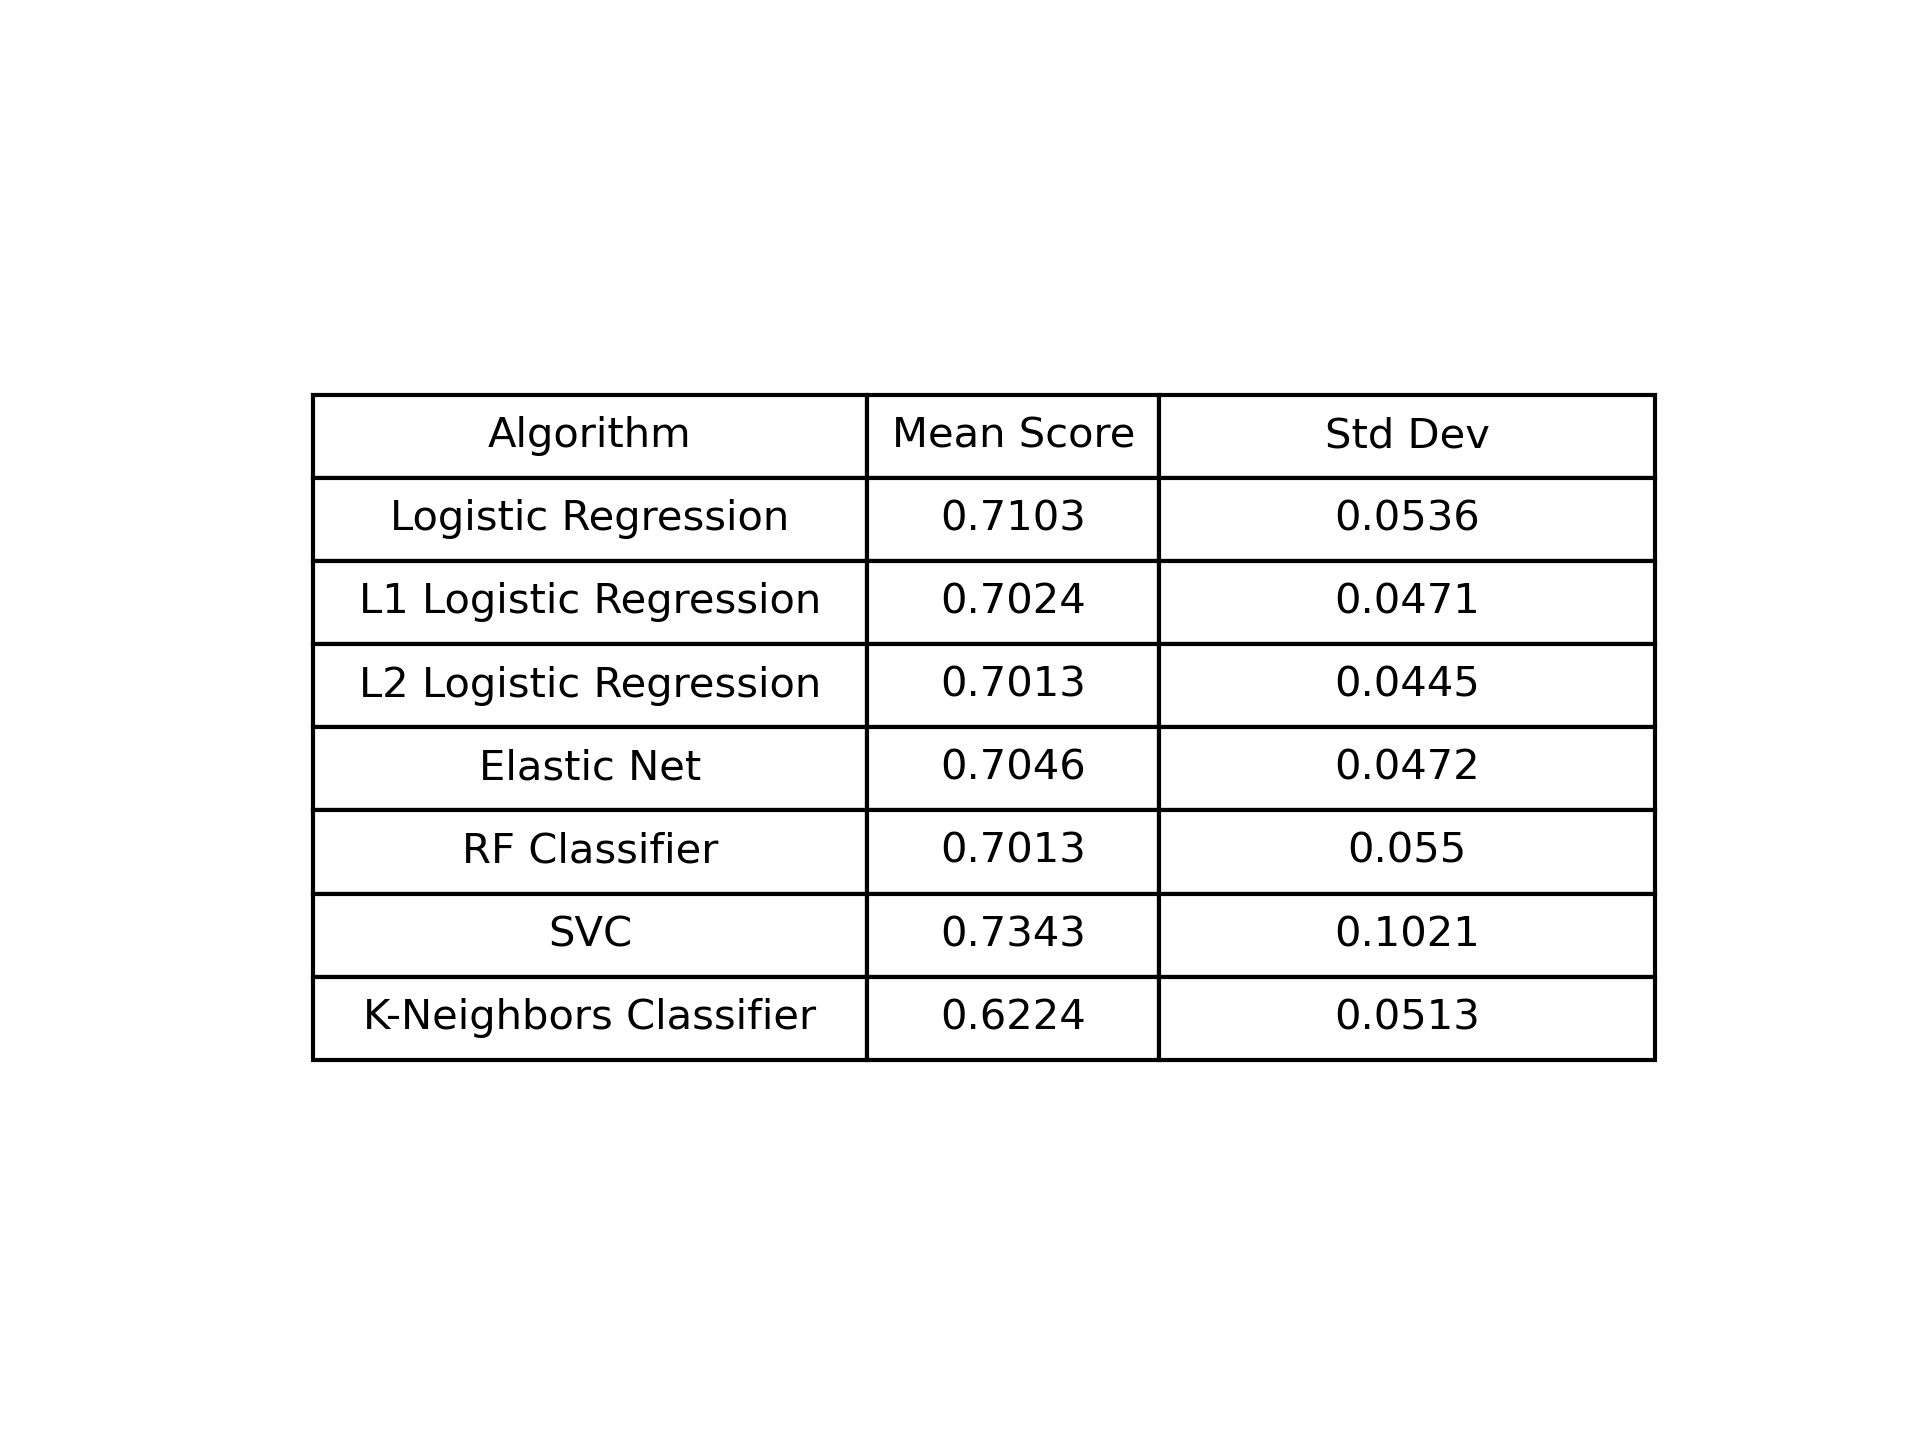 Algorithm Mean Score Std Dev
Logistic Regression 0.7103 0.0536
L1 Logistic Regression 0.7024 0.0471
L2 Logistic Regression 0.7013 0.0445
Elastic Net 0.7046 0.0472
RF Classifier 0.7013 0.055
SVC 0.7343 0.1021
K-Neighbors Classifier 0.6224 0.0513